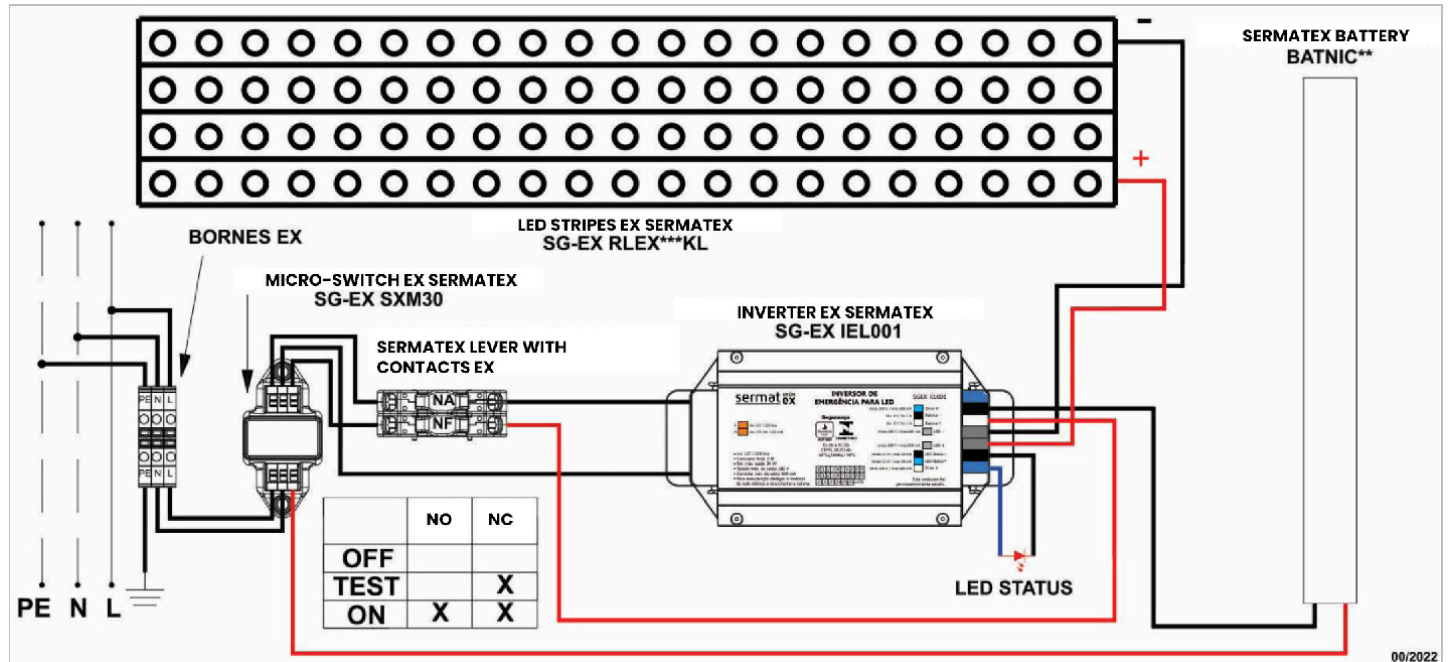 -
SERMATEX BATTERY
BATNIC**
+
LED STRIPES EX SERMATEX
SG-EX RLEX***KL
BORNES EX
MICRO-SWITCH EX SERMATEX
SG-EX SXM30
INVERTER EX SERMATEX
SG-EX IEL001
SERMATEX LEVER WITH
CONTACTS EX
NA
NF
PE N L
PE N L
sermatex
INVERSOR DE
EMERGÊNCIA PARA LED
Segurança
NO NC
OFF
TEST X
ON X X
LED STATUS
PE N L
00/2022